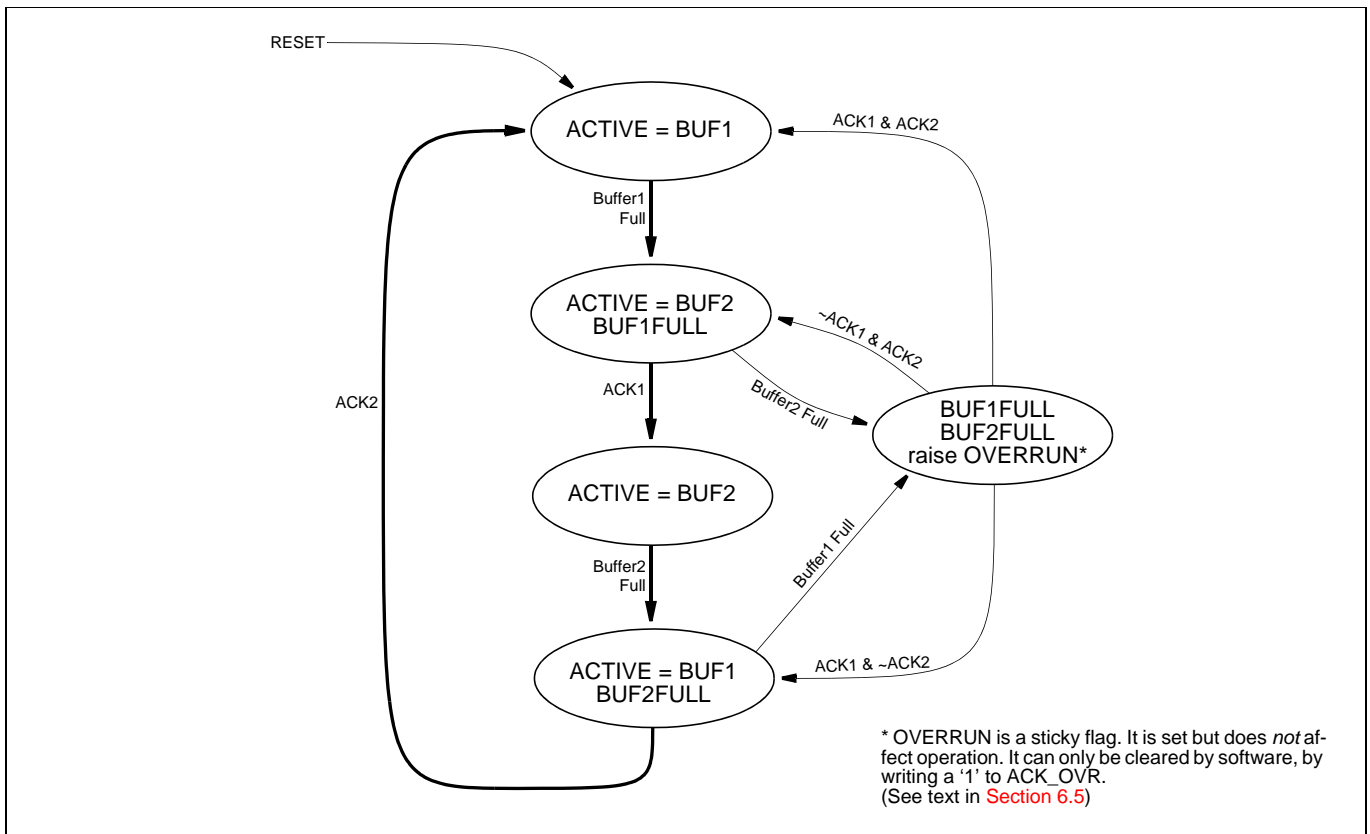 RESET
ACTIVE = BUF1
ACK1 & ACK2
Buffer1
Full
ACTIVE = BUF2
BUF1FULL
~ACK1 & ACK2
Buffer2 Full
ACK2
ACK1
BUF1FULL
BUF2FULL
raise OVERRUN*
ACTIVE = BUF2
Buffer2
Full
Buffer1 Full
ACTIVE = BUF1
BUF2FULL
ACK1 & ~ACK2
* OVERRUN is a sticky flag. It is set but does not af-
fect operation. It can only be cleared by software, by
writing a ‘1’ to ACK_OVR.
(See text in Section 6.5)